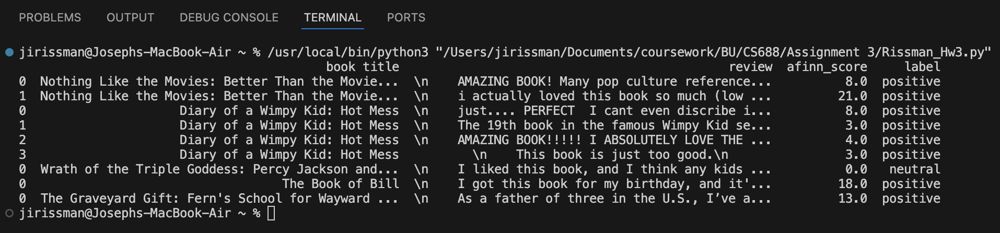 PROBLEMS OUTPUT DEBUG CONSOLE TERMINAL PORTS
jirissman@Josephs-MacBook-Air ~ % /usr/local/bin/python3 "/Users/jirissman/Documents/coursework/BU/CS688/Assignment 3/Rissman_Hw3.py"
book title review afinn_score label
0 Nothing Like the Movies: Better Than the Movie... \n AMAZING BOOK! Many pop culture reference... 8.0 positive
1 Nothing Like the Movies: Better Than the Movie... \n i actually loved this book so much (low ... 21.0 positive
0 Diary of a Wimpy Kid: Hot Mess \n just.... PERFECT I cant even discribe i... 8.0 positive
1 Diary of a Wimpy Kid: Hot Mess \n The 19th book in the famous Wimpy Kid se... 3.0 positive
2 Diary of a Wimpy Kid: Hot Mess \n AMAZING BOOK!!!!! I ABSOLUTELY LOVE THE ... 4.0 positive
3 Diary of a Wimpy Kid: Hot Mess \n This book is just too good.\n 3.0 positive
0 Wrath of the Triple Goddess: Percy Jackson and... \n I liked this book, and I think any kids ... 0.0 neutral
0 The Book of Bill \n I got this book for my birthday, and it'... 18.0 positive
0 The Graveyard Gift: Fern's School for Wayward ... \n As a father of three in the U.S., I’ve a... 13.0 positive
jirissman@Josephs-MacBook-Air ~ %